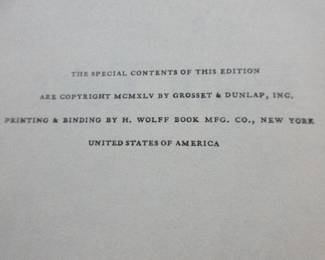 THE SPECIAL CONTENTS OF THIS EDITION
ARE COPYRIGHT MCMXLV BY GROSSET & DUNLAP, INC.
PRINTING & BINDING BY H. WOLFF BOOK MFG. CO., NEW YORK
UNITED STATES OF AMERICA